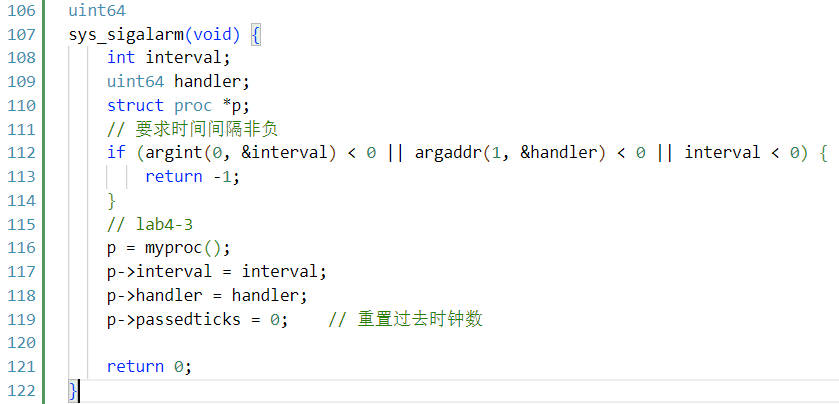 106 uint64
107 sys_sigalarm(void) {
108     int interval;
109     uint64 handler;
110     struct proc *p;
111     // 要求时间间隔非负
112     if (argint(0, &interval) < 0 || argaddr(1, &handler) < 0 || interval < 0) {
113         return -1;
114     }
115     // lab4-3
116     p = myproc();
117     p->interval = interval;
118     p->handler = handler;
119     p->passedticks = 0;    // 重置过去时钟数
120
121     return 0;
122 }